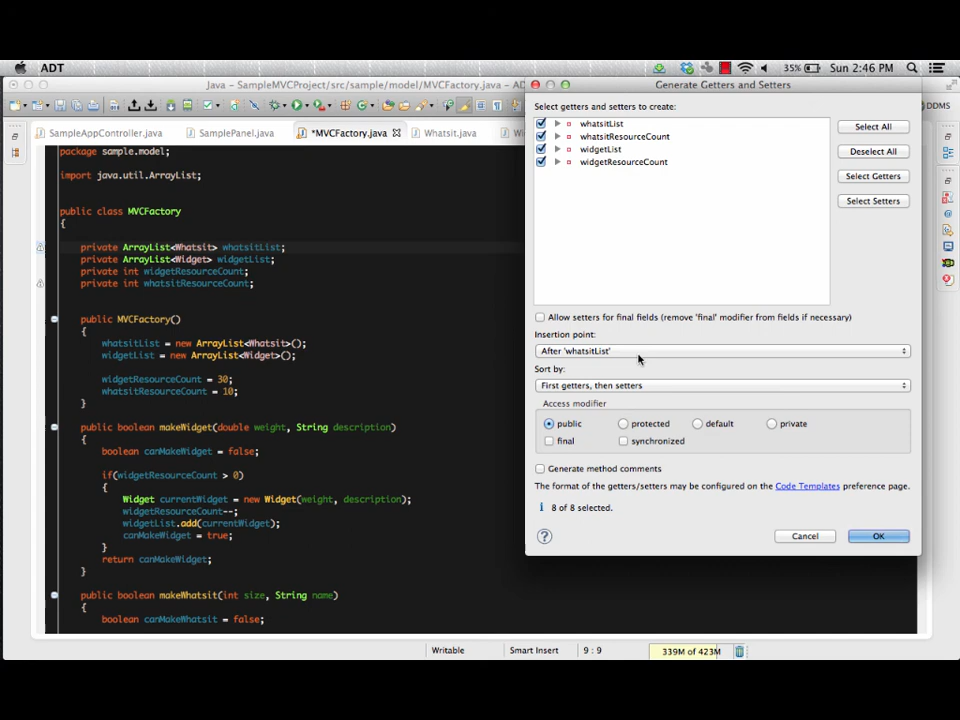 ADT
35% Sun 2:46 PM
Java – SampleMVCProject/src/sample/model/MVCFactory.java – AD
Generate Getters and Setters
DDMS
SampleAppController.java
SamplePanel.java
*MVCFactory.java
Whatsit.java
package sample.model;
import java.util.ArrayList;
public class MVCFactory
{
private ArrayList<Whatsit> whatsitList;
private ArrayList<Widget> widgetList;
private int widgetResourceCount;
private int whatsitResourceCount;
public MVCFactory()
{
whatsitList = new ArrayList<Whatsit>();
widgetList = new ArrayList<Widget>();
widgetResourceCount = 30;
whatsitResourceCount = 10;
}
public boolean makeWidget(double weight, String description)
{
boolean canMakeWidget = false;
if(widgetResourceCount > 0)
{
Widget currentWidget = new Widget(weight, description);
widgetResourceCount--;
widgetList.add(currentWidget);
canMakeWidget = true;
}
return canMakeWidget;
}
public boolean makeWhatsit(int size, String name)
{
boolean canMakeWhatsit = false;
Select getters and setters to create:
whatsitList
whatsitResourceCount
widgetList
widgetResourceCount
Select All
Deselect All
Select Getters
Select Setters
Allow setters for final fields (remove 'final' modifier from fields if necessary)
Insertion point:
After 'whatsitList'
Sort by:
First getters, then setters
Access modifier
public protected default private
final synchronized
Generate method comments
The format of the getters/setters may be configured on the Code Templates preference page.
8 of 8 selected.
?
Cancel OK
Writable Smart Insert 9 : 9 339M of 423M